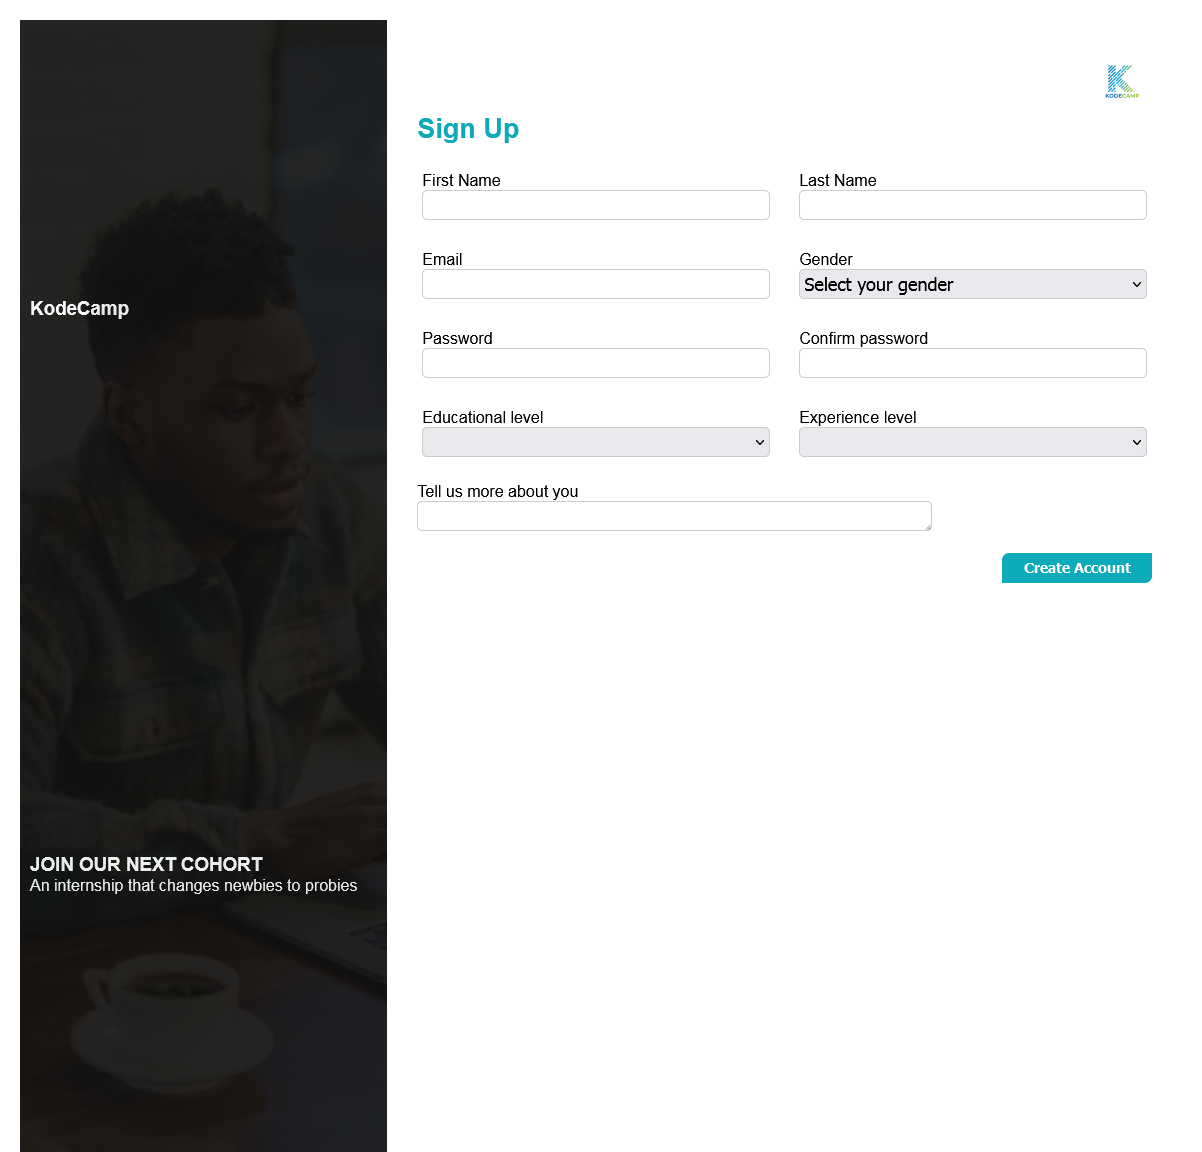 KodeCamp
JOIN OUR NEXT COHORT
An internship that changes newbies to probies
KODECAMP
Sign Up
First Name
Last Name
Email
Gender
Select your gender
Password
Confirm password
Educational level
Experience level
Tell us more about you
Create Account